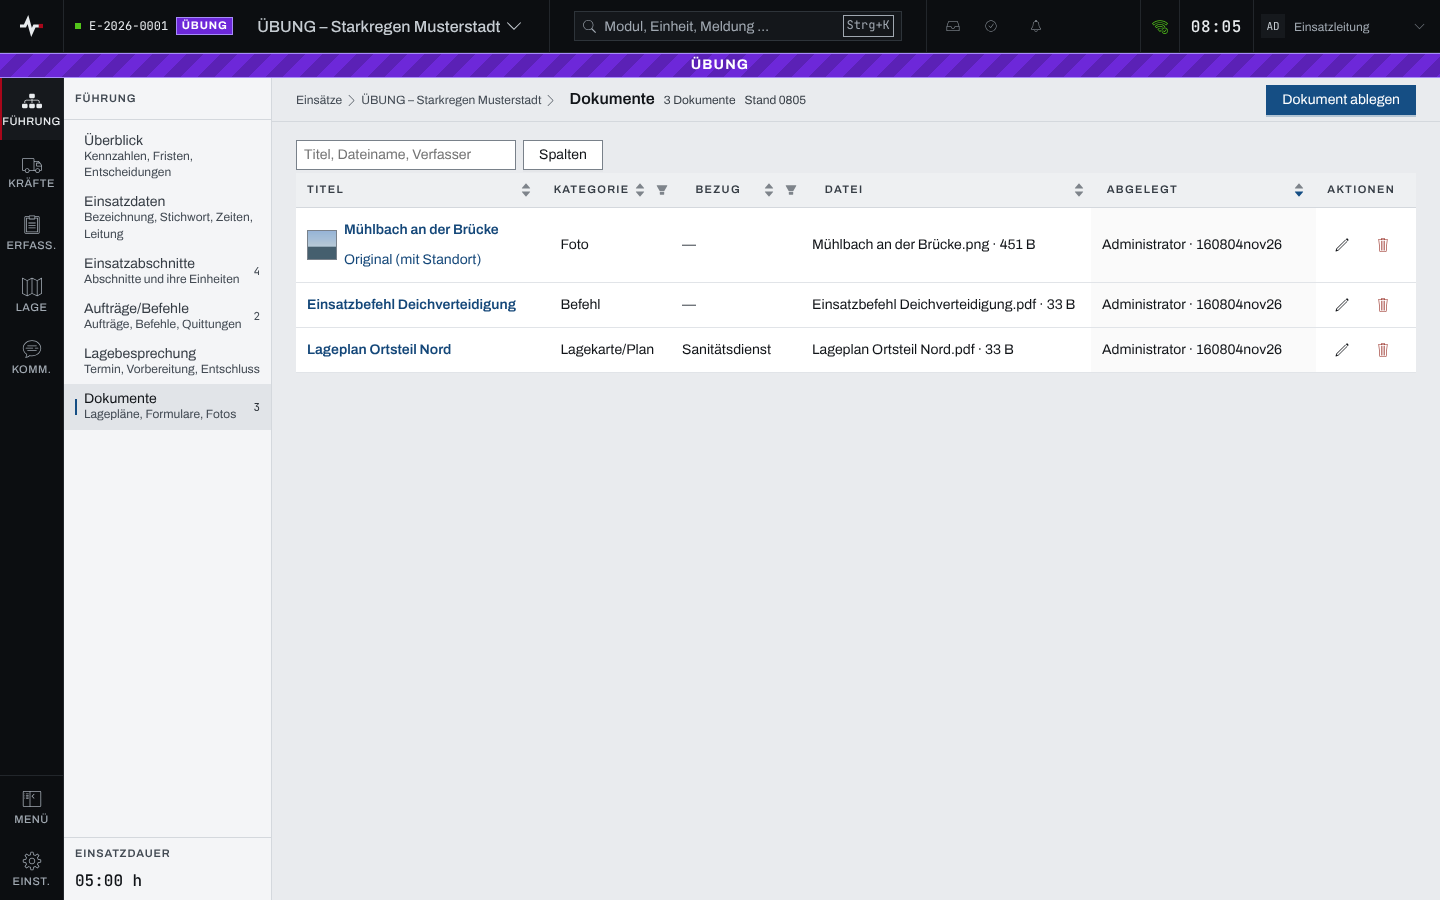 E-2026-0001 ÜBUNG ÜBUNG – Starkregen Musterstadt
Modul, Einheit, Meldung ... Strg+K
08:05 AD Einsatzleitung
ÜBUNG
FÜHRUNG
KRÄFTE
ERFASS.
LAGE
KOMM.
MENÜ
EINST.
FÜHRUNG
Überblick
Kennzahlen, Fristen,
Entscheidungen
Einsatzdaten
Bezeichnung, Stichwort, Zeiten,
Leitung
Einsatzabschnitte
Abschnitte und ihre Einheiten 4
Aufträge/Befehle
Aufträge, Befehle, Quittungen 2
Lagebesprechung
Termin, Vorbereitung, Entschluss
Dokumente
Lagepläne, Formulare, Fotos 3
EINSATZDAUER
05:00 h
Einsätze ÜBUNG – Starkregen Musterstadt Dokumente 3 Dokumente Stand 0805
Dokument ablegen
Titel, Dateiname, Verfasser Spalten
TITEL KATEGORIE BEZUG DATEI ABGELEGT AKTIONEN
Mühlbach an der Brücke
Original (mit Standort)
Foto — Mühlbach an der Brücke.png · 451 B Administrator · 160804nov26
Einsatzbefehl Deichverteidigung Befehl — Einsatzbefehl Deichverteidigung.pdf · 33 B Administrator · 160804nov26
Lageplan Ortsteil Nord Lagekarte/Plan Sanitätsdienst Lageplan Ortsteil Nord.pdf · 33 B Administrator · 160804nov26